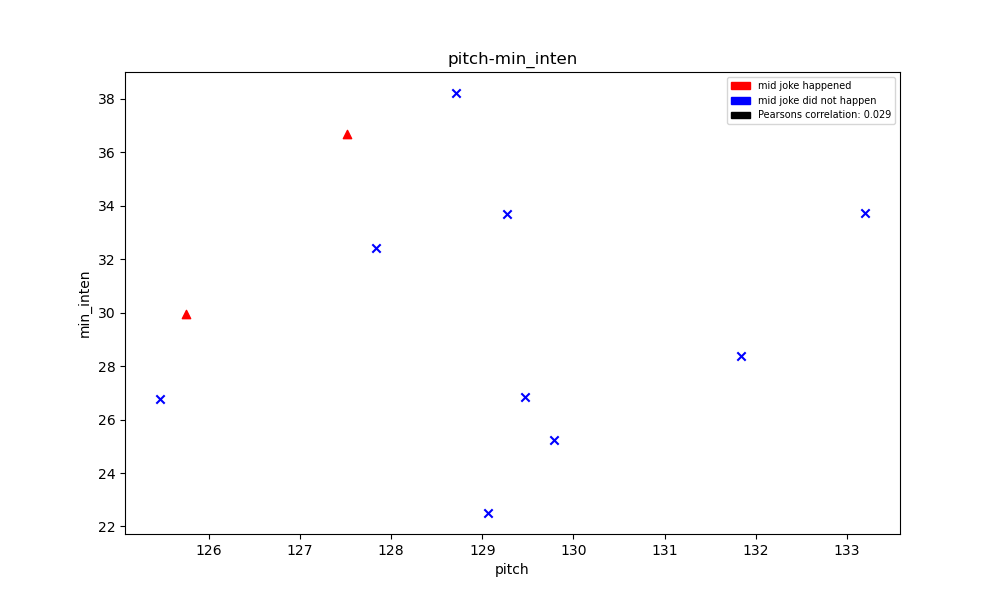 pitch-min_inten
mid joke happened
mid joke did not happen
Pearsons correlation: 0.029
38
36
34
32
30
28
26
24
22
min_inten
126 127 128 129 130 131 132 133
pitch